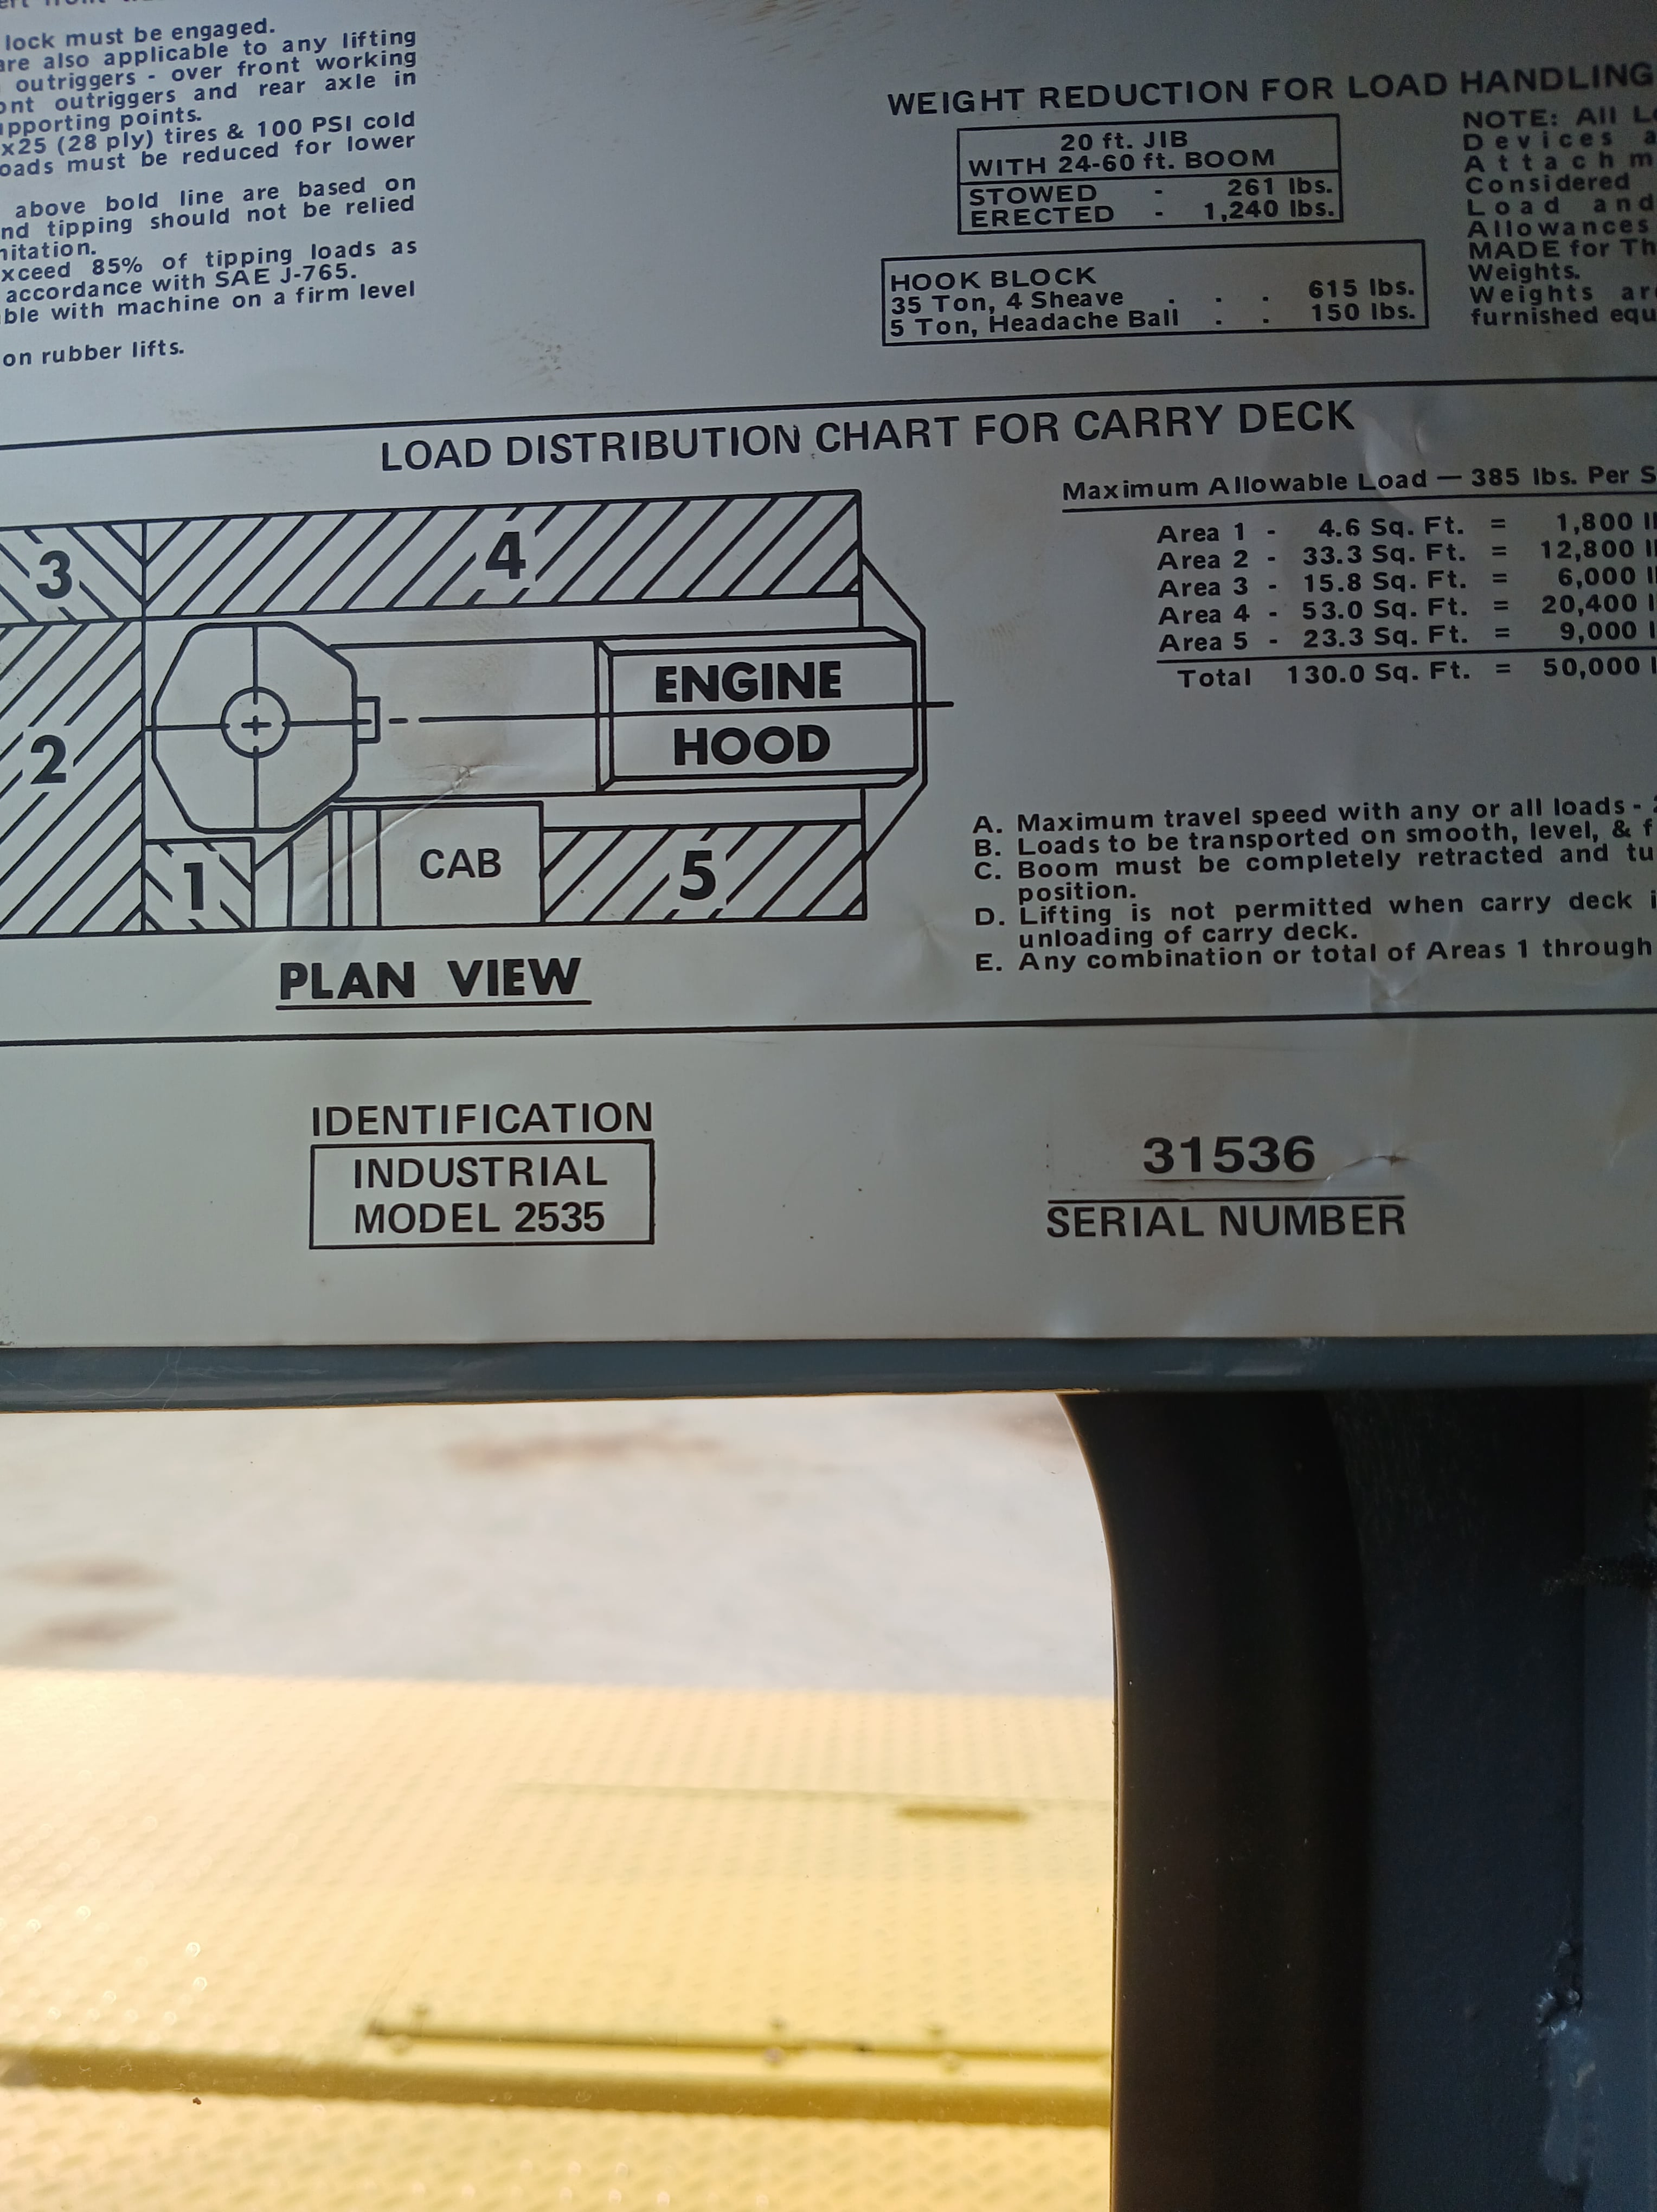 lock must be engaged.
are also applicable to any lifting
outriggers - over front working
ont outriggers and rear axle in
pporting points.
x25 (28 ply) tires & 100 PSI cold
oads must be reduced for lower
above bold line are based on
nd tipping should not be relied
mitation.
xceed 85% of tipping loads as
accordance with SAE J-765.
ble with machine on a firm level
on rubber lifts.
WEIGHT REDUCTION FOR LOAD HANDLING
20 ft. JIB
WITH 24-60 ft. BOOM
STOWED - 261 lbs.
ERECTED - 1,240 lbs.
HOOK BLOCK
35 Ton, 4 Sheave . . . 615 lbs.
5 Ton, Headache Ball . . 150 lbs.
NOTE: All Lo
Devices a
Attachm
Considered
Load and
Allowances
MADE for Th
Weights.
Weights are
furnished equ
LOAD DISTRIBUTION CHART FOR CARRY DECK
3
4
2
ENGINE
HOOD
1
CAB
5
PLAN VIEW
Maximum Allowable Load — 385 lbs. Per S
Area 1 - 4.6 Sq. Ft. = 1,800 l
Area 2 - 33.3 Sq. Ft. = 12,800 l
Area 3 - 15.8 Sq. Ft. = 6,000 l
Area 4 - 53.0 Sq. Ft. = 20,400 l
Area 5 - 23.3 Sq. Ft. = 9,000 l
Total 130.0 Sq. Ft. = 50,000 l
A. Maximum travel speed with any or all loads -
B. Loads to be transported on smooth, level, & f
C. Boom must be completely retracted and tu
position.
D. Lifting is not permitted when carry deck i
unloading of carry deck.
E. Any combination or total of Areas 1 through
IDENTIFICATION
INDUSTRIAL
MODEL 2535
31536
SERIAL NUMBER